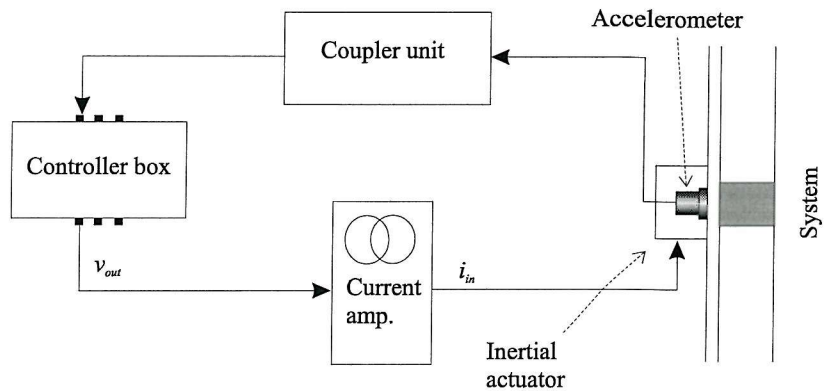 Accelerometer
Coupler unit
Controller box
System
v_out
Current
amp.
i_in
Inertial
actuator